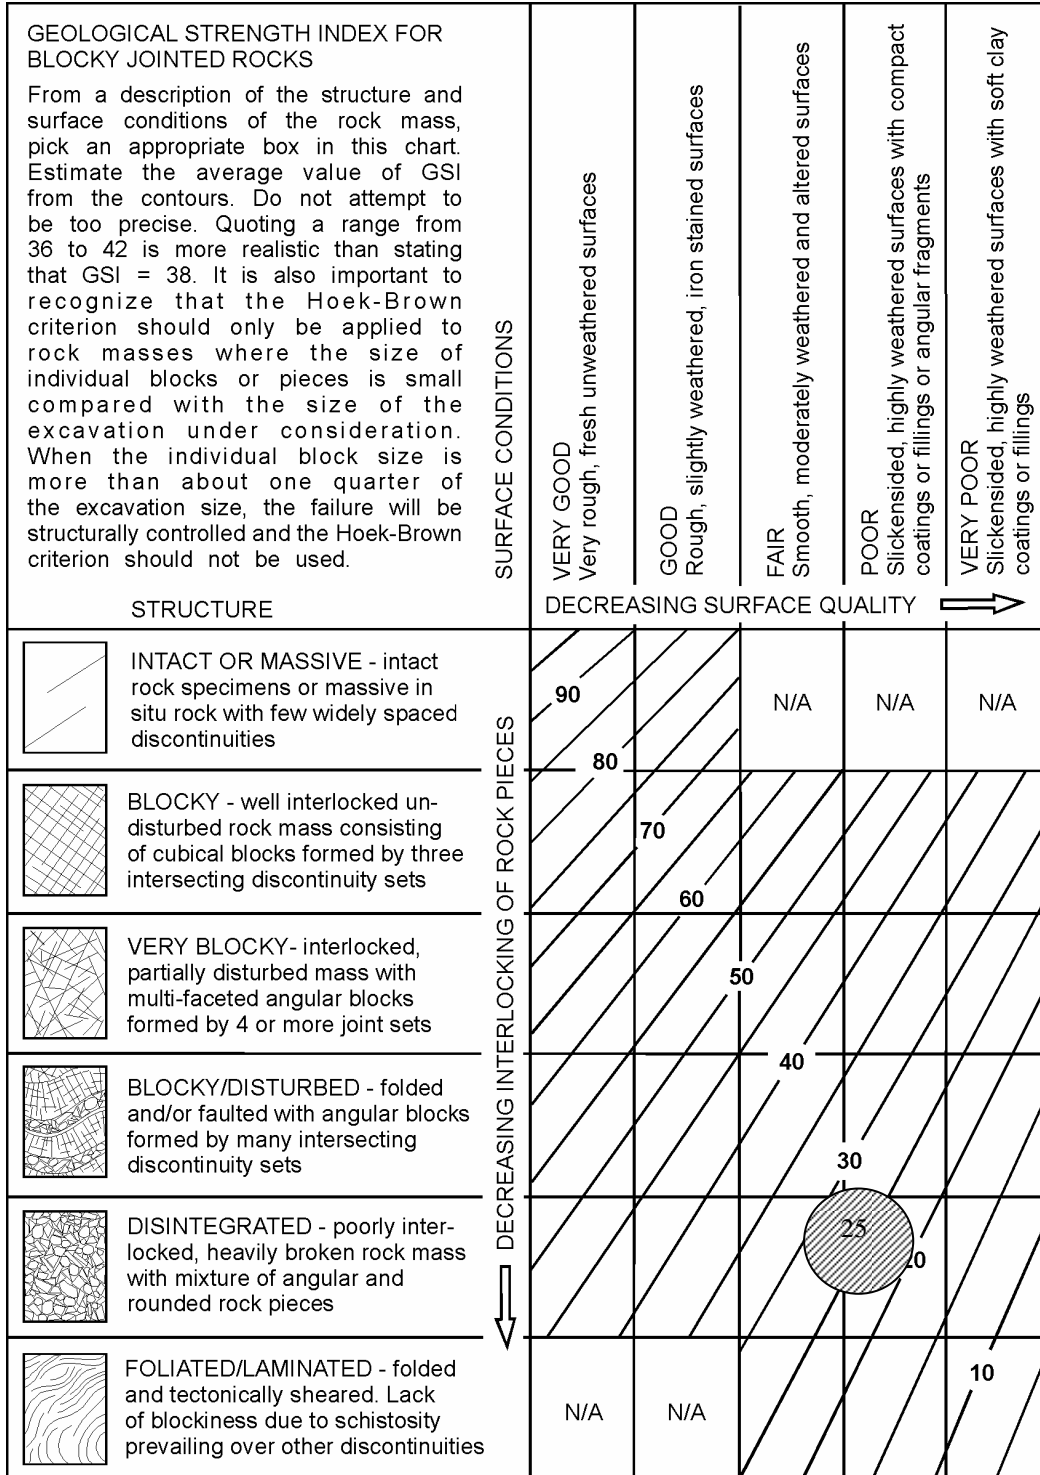 GEOLOGICAL STRENGTH INDEX FOR
BLOCKY JOINTED ROCKS
From a description of the structure and
surface conditions of the rock mass,
pick an appropriate box in this chart.
Estimate the average value of GSI
from the contours. Do not attempt to
be too precise. Quoting a range from
36 to 42 is more realistic than stating
that GSI = 38. It is also important to
recognize that the Hoek-Brown
criterion should only be applied to
rock masses where the size of
individual blocks or pieces is small
compared with the size of the
excavation under consideration.
When the individual block size is
more than about one quarter of
the excavation size, the failure will be
structurally controlled and the Hoek-Brown
criterion should not be used.
STRUCTURE
SURFACE CONDITIONS
VERY GOOD
Very rough, fresh unweathered surfaces
GOOD
Rough, slightly weathered, iron stained surfaces
FAIR
Smooth, moderately weathered and altered surfaces
POOR
Slickensided, highly weathered surfaces with compact
coatings or fillings or angular fragments
VERY POOR
Slickensided, highly weathered surfaces with soft clay
coatings or fillings
DECREASING SURFACE QUALITY
DECREASING INTERLOCKING OF ROCK PIECES
INTACT OR MASSIVE - intact
rock specimens or massive in
situ rock with few widely spaced
discontinuities
90
80
N/A
N/A
N/A
BLOCKY - well interlocked un-
disturbed rock mass consisting
of cubical blocks formed by three
intersecting discontinuity sets
70
60
VERY BLOCKY- interlocked,
partially disturbed mass with
multi-faceted angular blocks
formed by 4 or more joint sets
50
BLOCKY/DISTURBED - folded
and/or faulted with angular blocks
formed by many intersecting
discontinuity sets
40
30
DISINTEGRATED - poorly inter-
locked, heavily broken rock mass
with mixture of angular and
rounded rock pieces
25
20
FOLIATED/LAMINATED - folded
and tectonically sheared. Lack
of blockiness due to schistosity
prevailing over other discontinuities
N/A
N/A
10